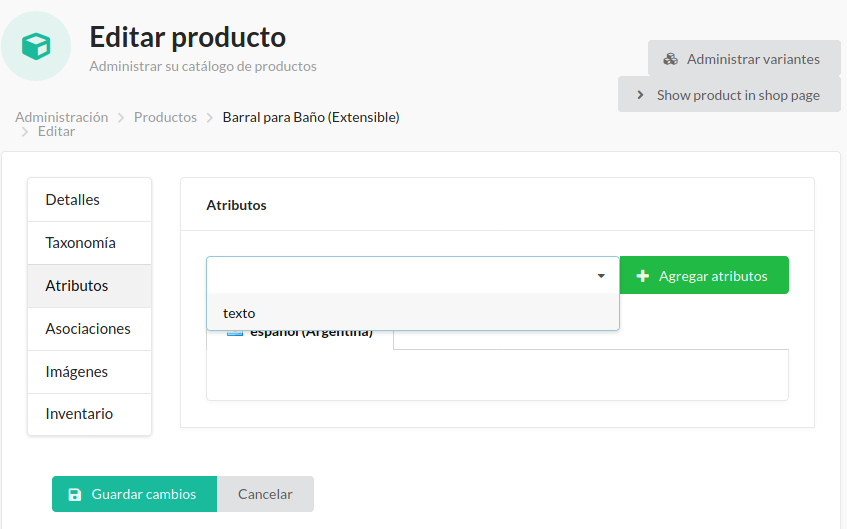 Editar producto
Administrar su catálogo de productos
Administrar variantes
Show product in shop page
Administración > Productos > Barral para Baño (Extensible)
> Editar
Detalles
Taxonomía
Atributos
Asociaciones
Imágenes
Inventario
Atributos
Agregar atributos
texto
español(Argentina)
Guardar cambios
Cancelar